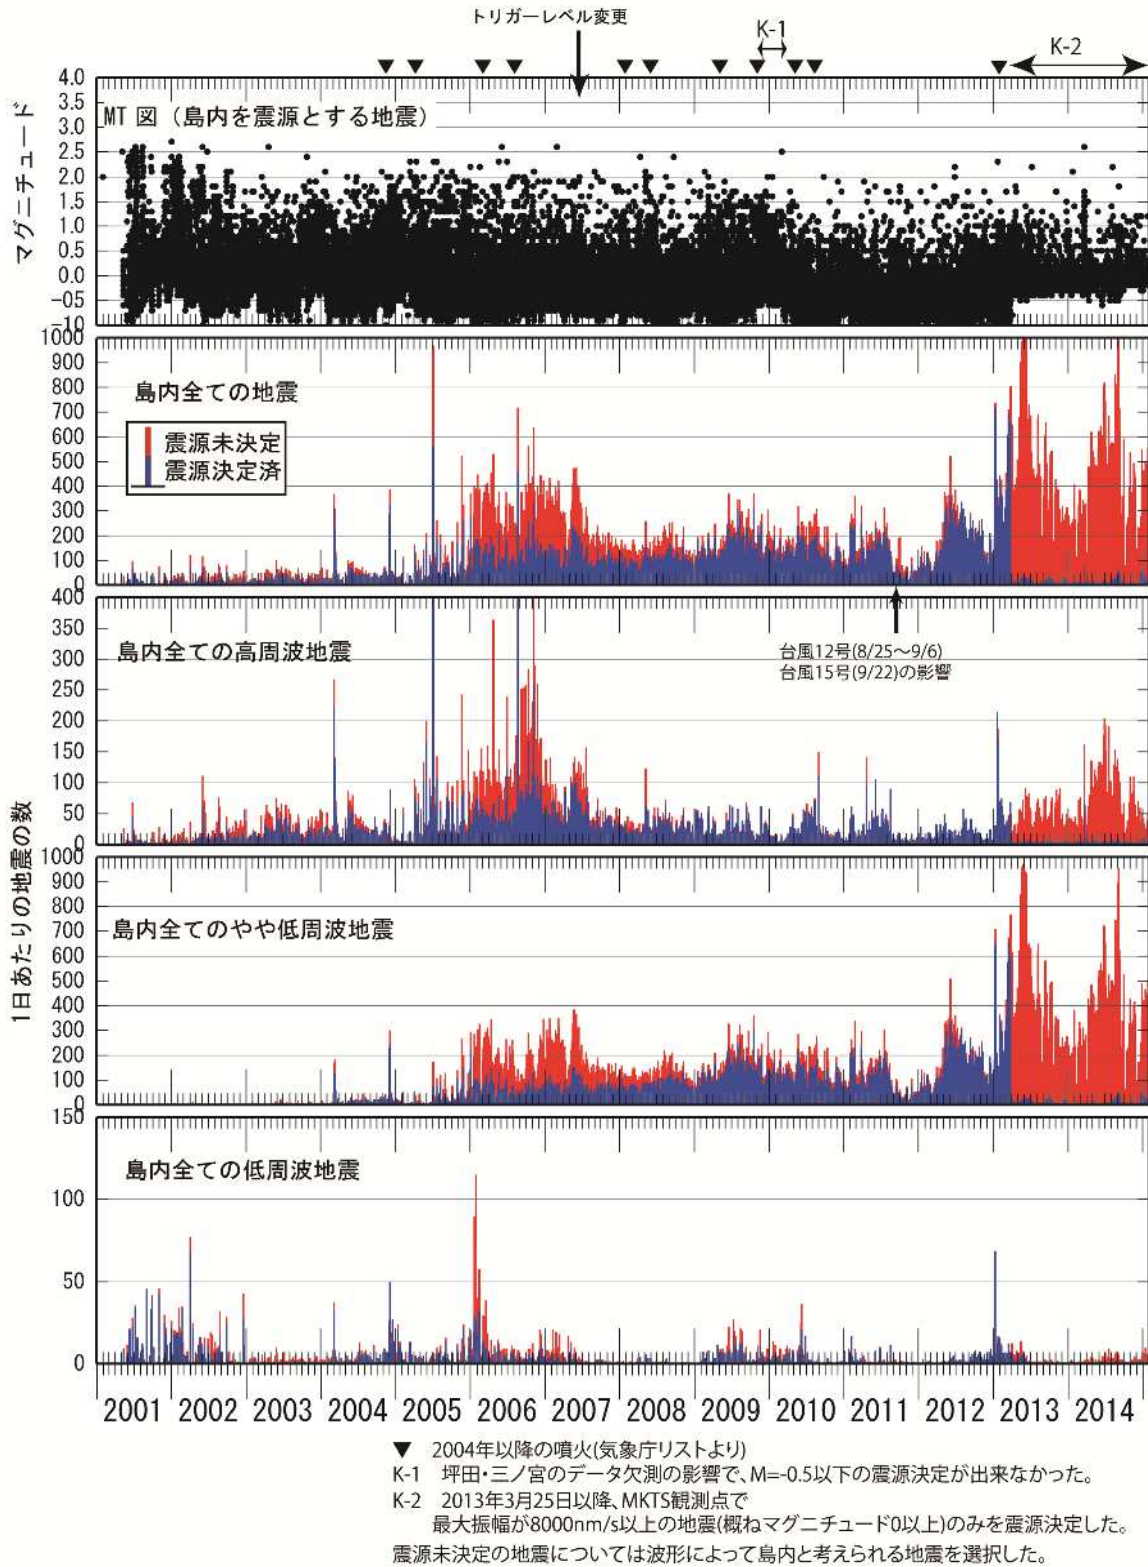 トリガーレベル変更
K-1
K-2
4.0
3.5
3.0
2.5
2.0
1.5
1.0
0.5
0.0
-05
-10
マグニチュード
MT図（島内を震源とする地震）
1000
900
800
700
600
500
400
300
200
100
0
島内全ての地震
震源未決定
震源決定済
400
350
300
250
200
150
100
50
0
島内全ての高周波地震
台風12号(8/25～9/6)
台風15号(9/22)の影響
1日あたりの地震の数
1000
900
800
700
600
500
400
300
200
100
0
島内全てのやや低周波地震
150
100
50
0
島内全ての低周波地震
2001 2002 2003 2004 2005 2006 2007 2008 2009 2010 2011 2012 2013 2014
▼ 2004年以降の噴火(気象庁リストより)
K-1 坪田・三ノ宮のデータ欠測の影響で、M=-0.5以下の震源決定が出来なかった。
K-2 2013年3月25日以降、MKTS観測点で
最大振幅が8000nm/s以上の地震(概ねマグニチュード0以上)のみを震源決定した。
震源未決定の地震については波形によって島内と考えられる地震を選択した。